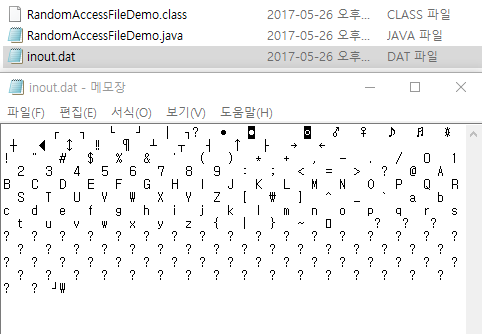 RandomAccessFileDemo.class 2017-05-26 오후... CLASS 파일
RandomAccessFileDemo.java 2017-05-26 오후... JAVA 파일
inout.dat 2017-05-26 오후... DAT 파일
inout.dat - 메모장
파일(F) 편집(E) 서식(O) 보기(V) 도움말(H)
┌ ┐ └ ┘ │ ┐? ● ◘ ◙ ♂ ♀ ♪ ♬ ☼
┼ ◀ ↕ ‼ ¶ ┴ ┬ ┤ ↑ ├ → ←
! " # $ % & ' ( ) * + , - . / 0 1
2 3 4 5 6 7 8 9 : ; < = > ? @ A
B C D E F G H I J K L M N O P Q R
S T U V W X Y Z [ ₩ ] ^ _ ` a b
c d e f g h i j k l m n o p q r s
t u v w x y z { | } ~ ⌷ ? ? ?
? ? ? ? ? ? ? ? ? ? ? ? ? ? ? ? ?
? ? ? ? ? ? ? ? ? ? ? ? ? ? ? ? ?
? ? ? ? ? ? ? ? ? ? ? ? ? ? ? ? ?
? ? ? ? ? ? ? ? ? ? ? ? ? ? ? ? ?
? ? ? ? ? ? ? ? ? ? ? ? ? ? ? ? ?
? ? ? ? ? ? ? ? ? ? ? ? ? ? ? ? ?
? ? ? ? ? ? ? ? ? ? ? ? ? ? ? ? ?
? ? ┘₩